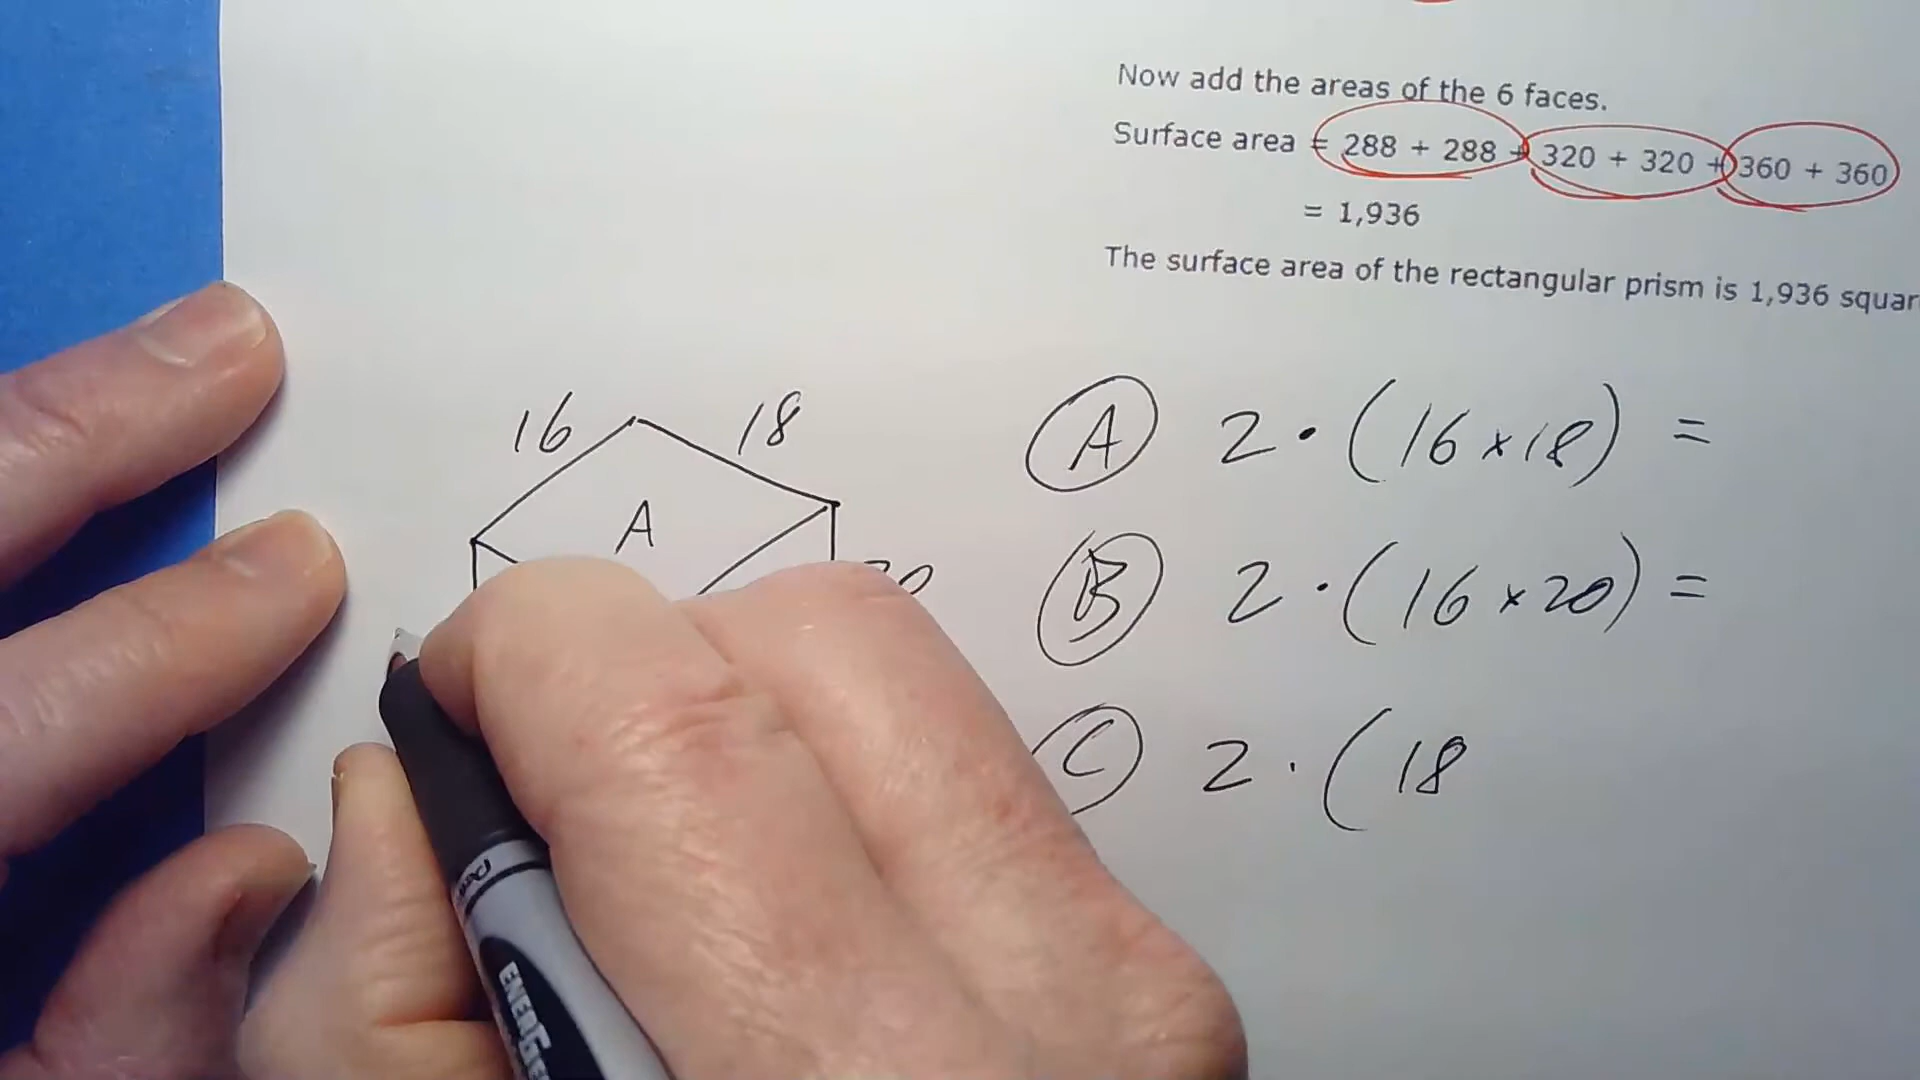 Now add the areas of the 6 faces.
Surface area = 288 + 288 + 320 + 320 + 360 + 360
= 1,936
The surface area of the rectangular prism is 1,936 squar
16 18
A
A 2 · (16 × 18) =
B 2 · (16 × 20) =
C 2 · ( 18